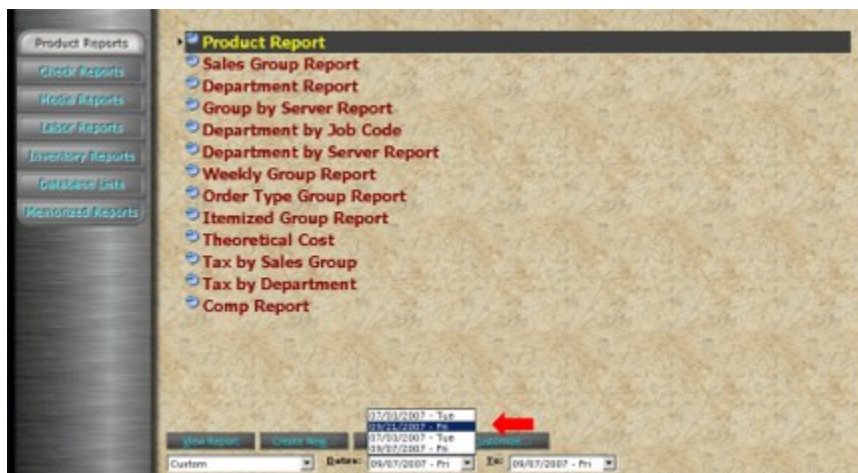 Product Reports
Check Reports
Media Reports
Labor Reports
Inventory Reports
Database Lists
Memorized Reports
Product Report
Sales Group Report
Department Report
Group by Server Report
Department by Job Code
Department by Server Report
Weekly Group Report
Order Type Group Report
Itemized Group Report
Theoretical Cost
Tax by Sales Group
Tax by Department
Comp Report
07/03/2007 - Tue
09/21/2007 - Fri
07/03/2007 - Tue
09/07/2007 - Fri
View Report Create New Customize...
Custom Dates: 09/07/2007 - Fri To: 09/07/2007 - Fri